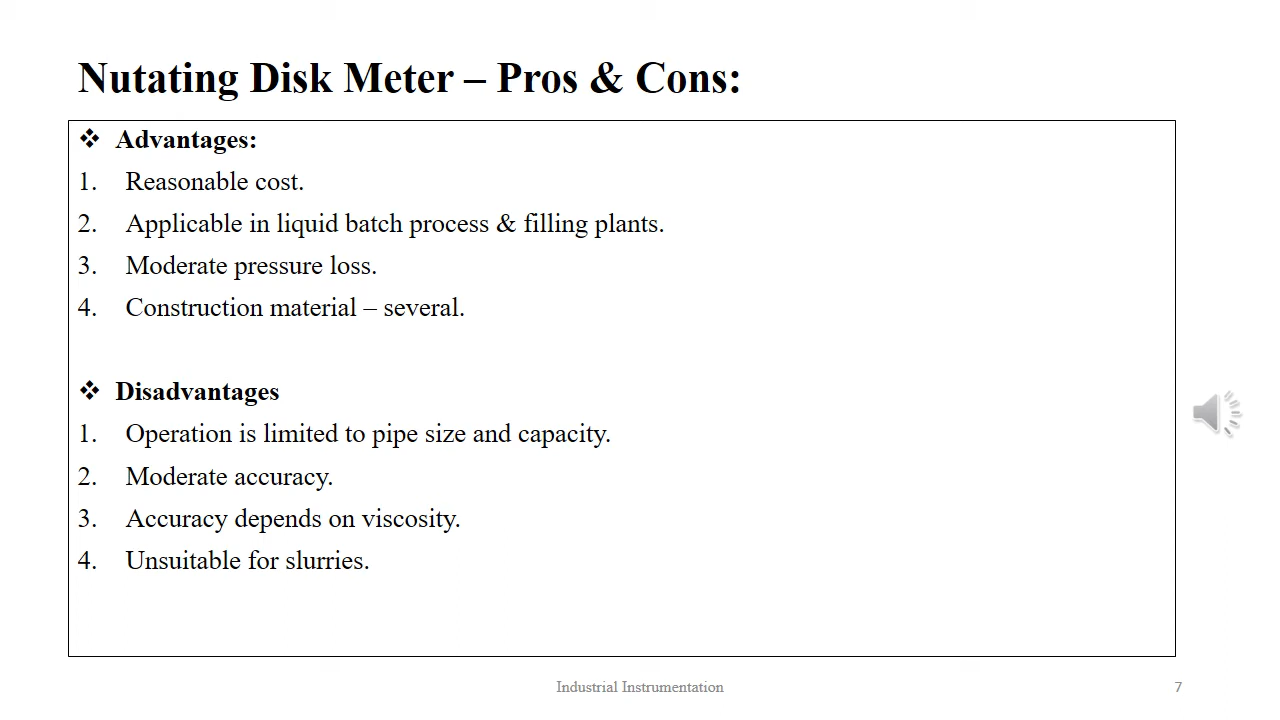 Nutating Disk Meter – Pros & Cons:
❖ Advantages:
1. Reasonable cost.
2. Applicable in liquid batch process & filling plants.
3. Moderate pressure loss.
4. Construction material – several.
❖ Disadvantages
1. Operation is limited to pipe size and capacity.
2. Moderate accuracy.
3. Accuracy depends on viscosity.
4. Unsuitable for slurries.
Industrial Instrumentation
7